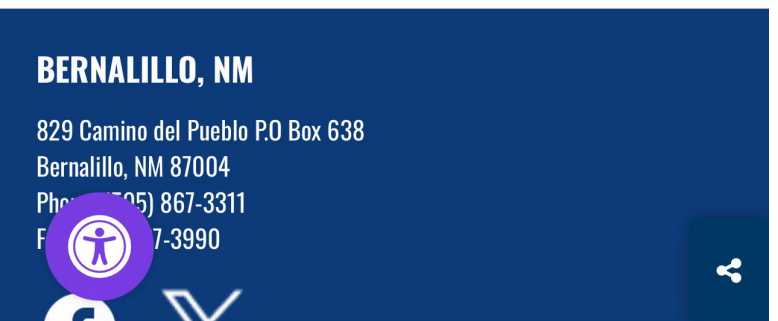 BERNALILLO, NM
829 Camino del Pueblo P.O Box 638
Bernalillo, NM 87004
867-3311
7-3990